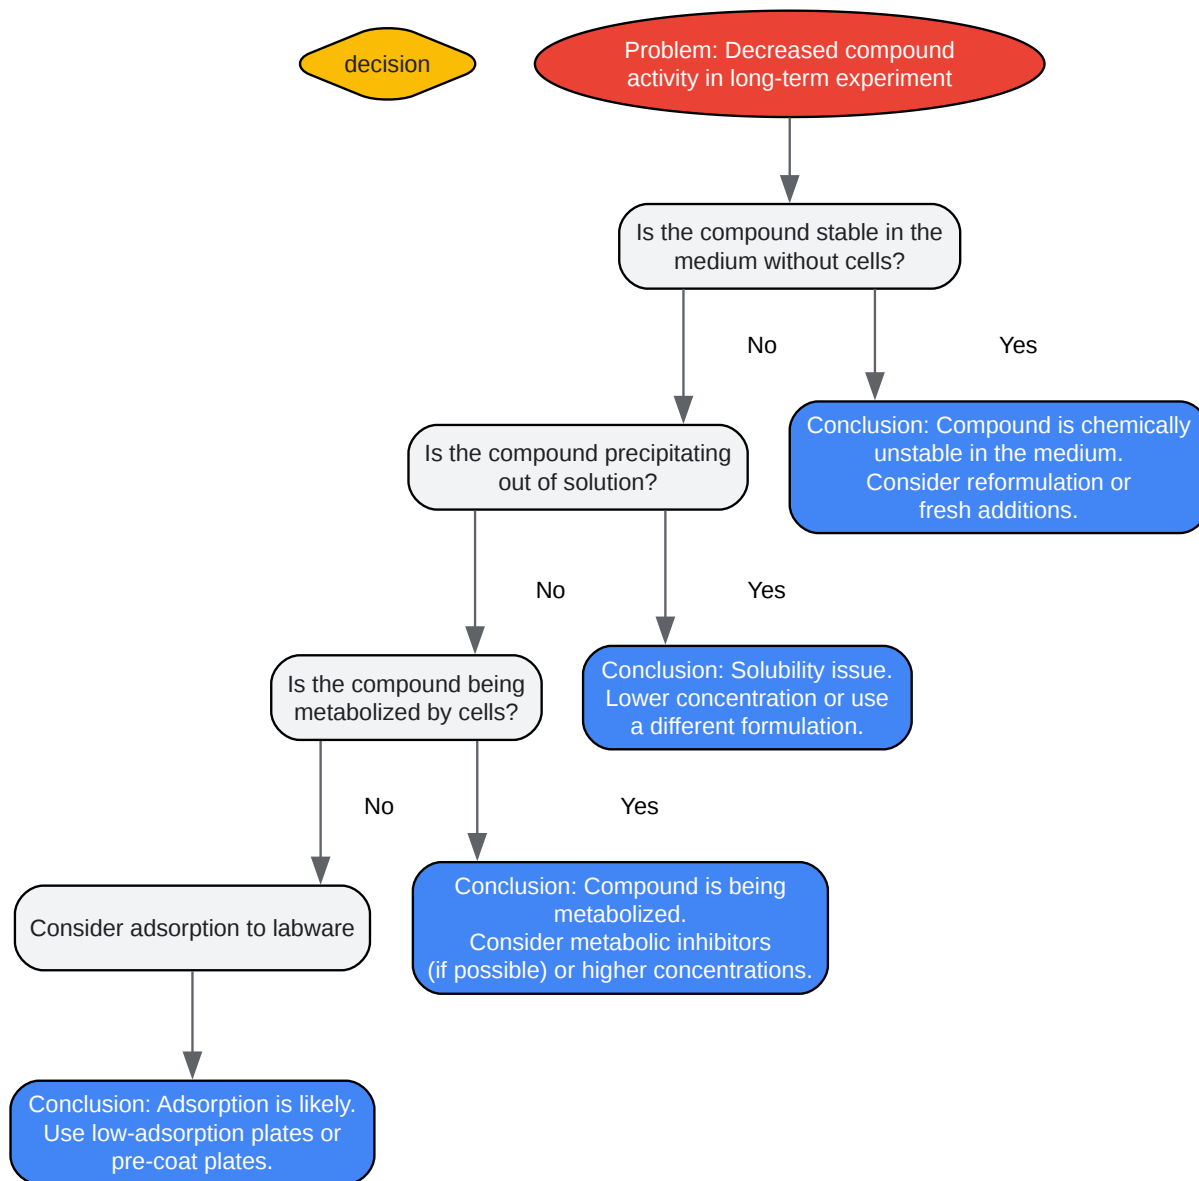 decision
Problem: Decreased compound
activity in long-term experiment
Is the compound stable in the
medium without cells?
No
Yes
Conclusion: Compound is chemically
unstable in the medium.
Consider reformulation or
fresh additions.
Is the compound precipitating
out of solution?
No
Yes
Conclusion: Solubility issue.
Lower concentration or use
a different formulation.
Is the compound being
metabolized by cells?
No
Yes
Conclusion: Compound is being
metabolized.
Consider metabolic inhibitors
(if possible) or higher concentrations.
Consider adsorption to labware
Conclusion: Adsorption is likely.
Use low-adsorption plates or
pre-coat plates.